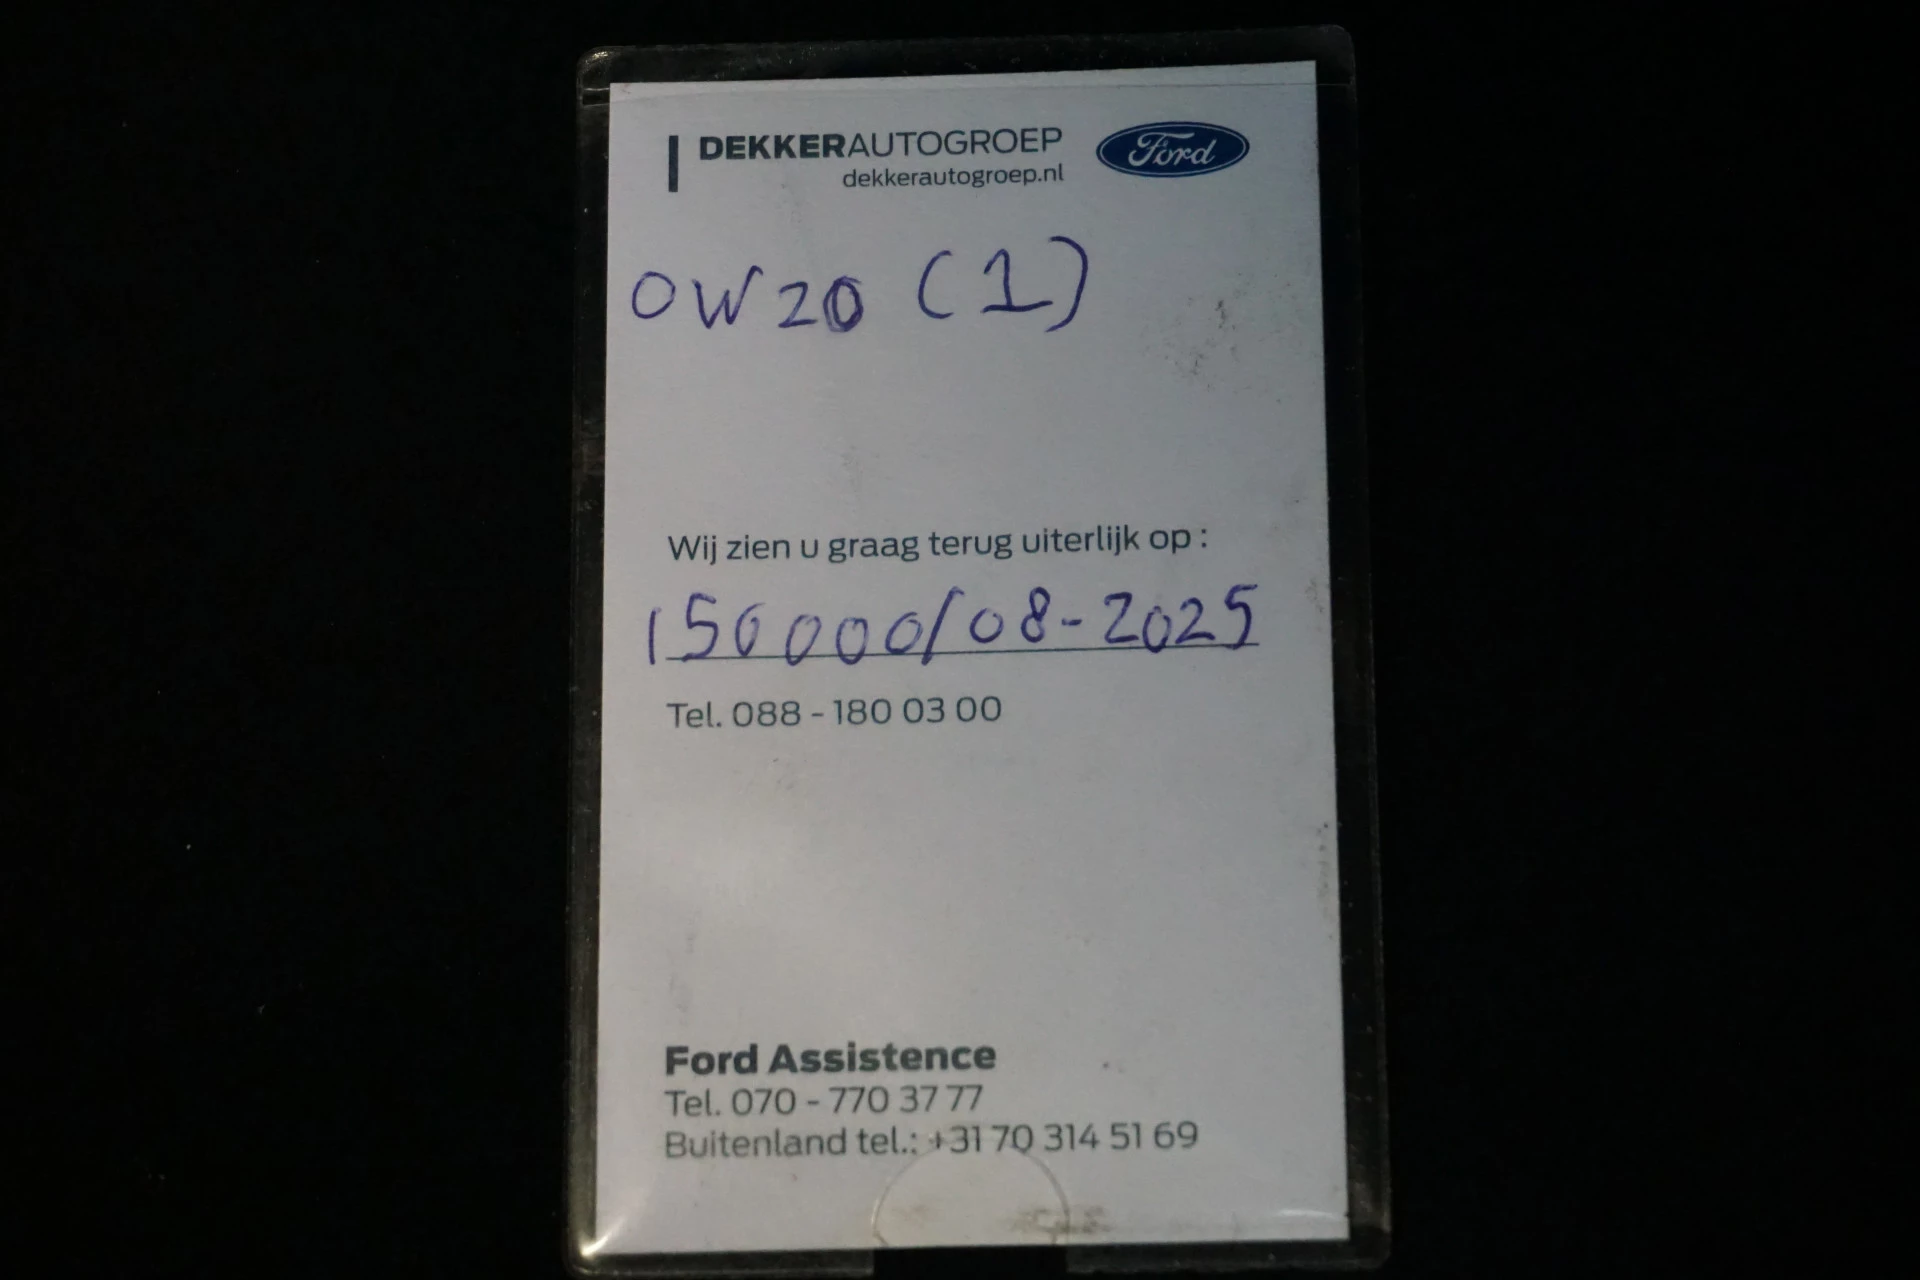 DEKKERAUTOGROEP
Ford
dekkerautogroep.nl
0W20 (1)
Wij zien u graag terug uiterlijk op :
150000/08-2025
Tel. 088 - 180 03 00
Ford Assistence
Tel. 070 - 770 37 77
Buitenland tel.: +31 70 314 51 69